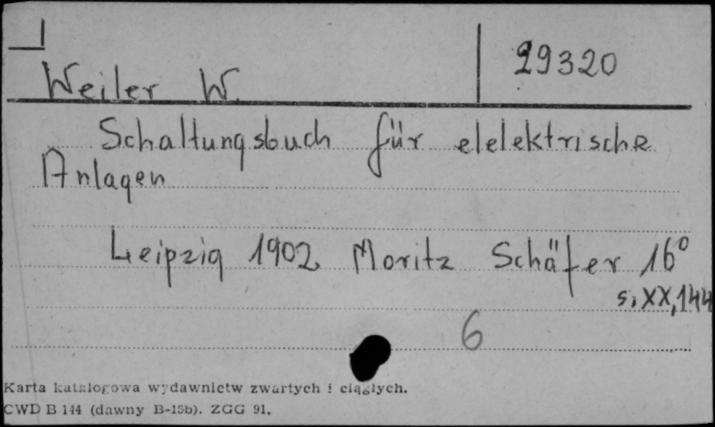 Weiler W. 29320
Schaltungsbuch für elelektrische
Anlagen
Leipzig 1902 Moritz Schäfer 16°
s. XX, 144
6
Karta katalogowa wydawnictw zwartych i ciągłych.
CWD B 144 (dawny B-15b). ZGG 91.